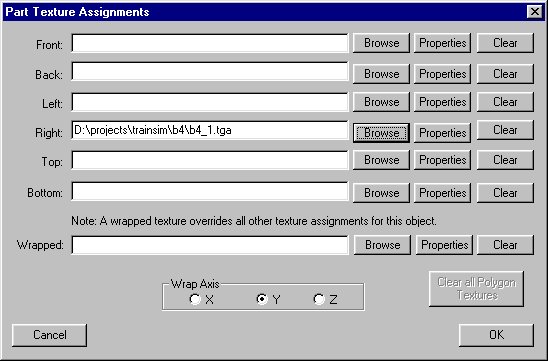 Part Texture Assignments
Front: Browse Properties Clear
Back: Browse Properties Clear
Left: Browse Properties Clear
Right: D:\projects\trainsim\b4\b4_1.tga Browse Properties Clear
Top: Browse Properties Clear
Bottom: Browse Properties Clear
Note: A wrapped texture overrides all other texture assignments for this object.
Wrapped: Browse Properties Clear
Wrap Axis
X Y Z
Clear all Polygon
Textures
Cancel OK